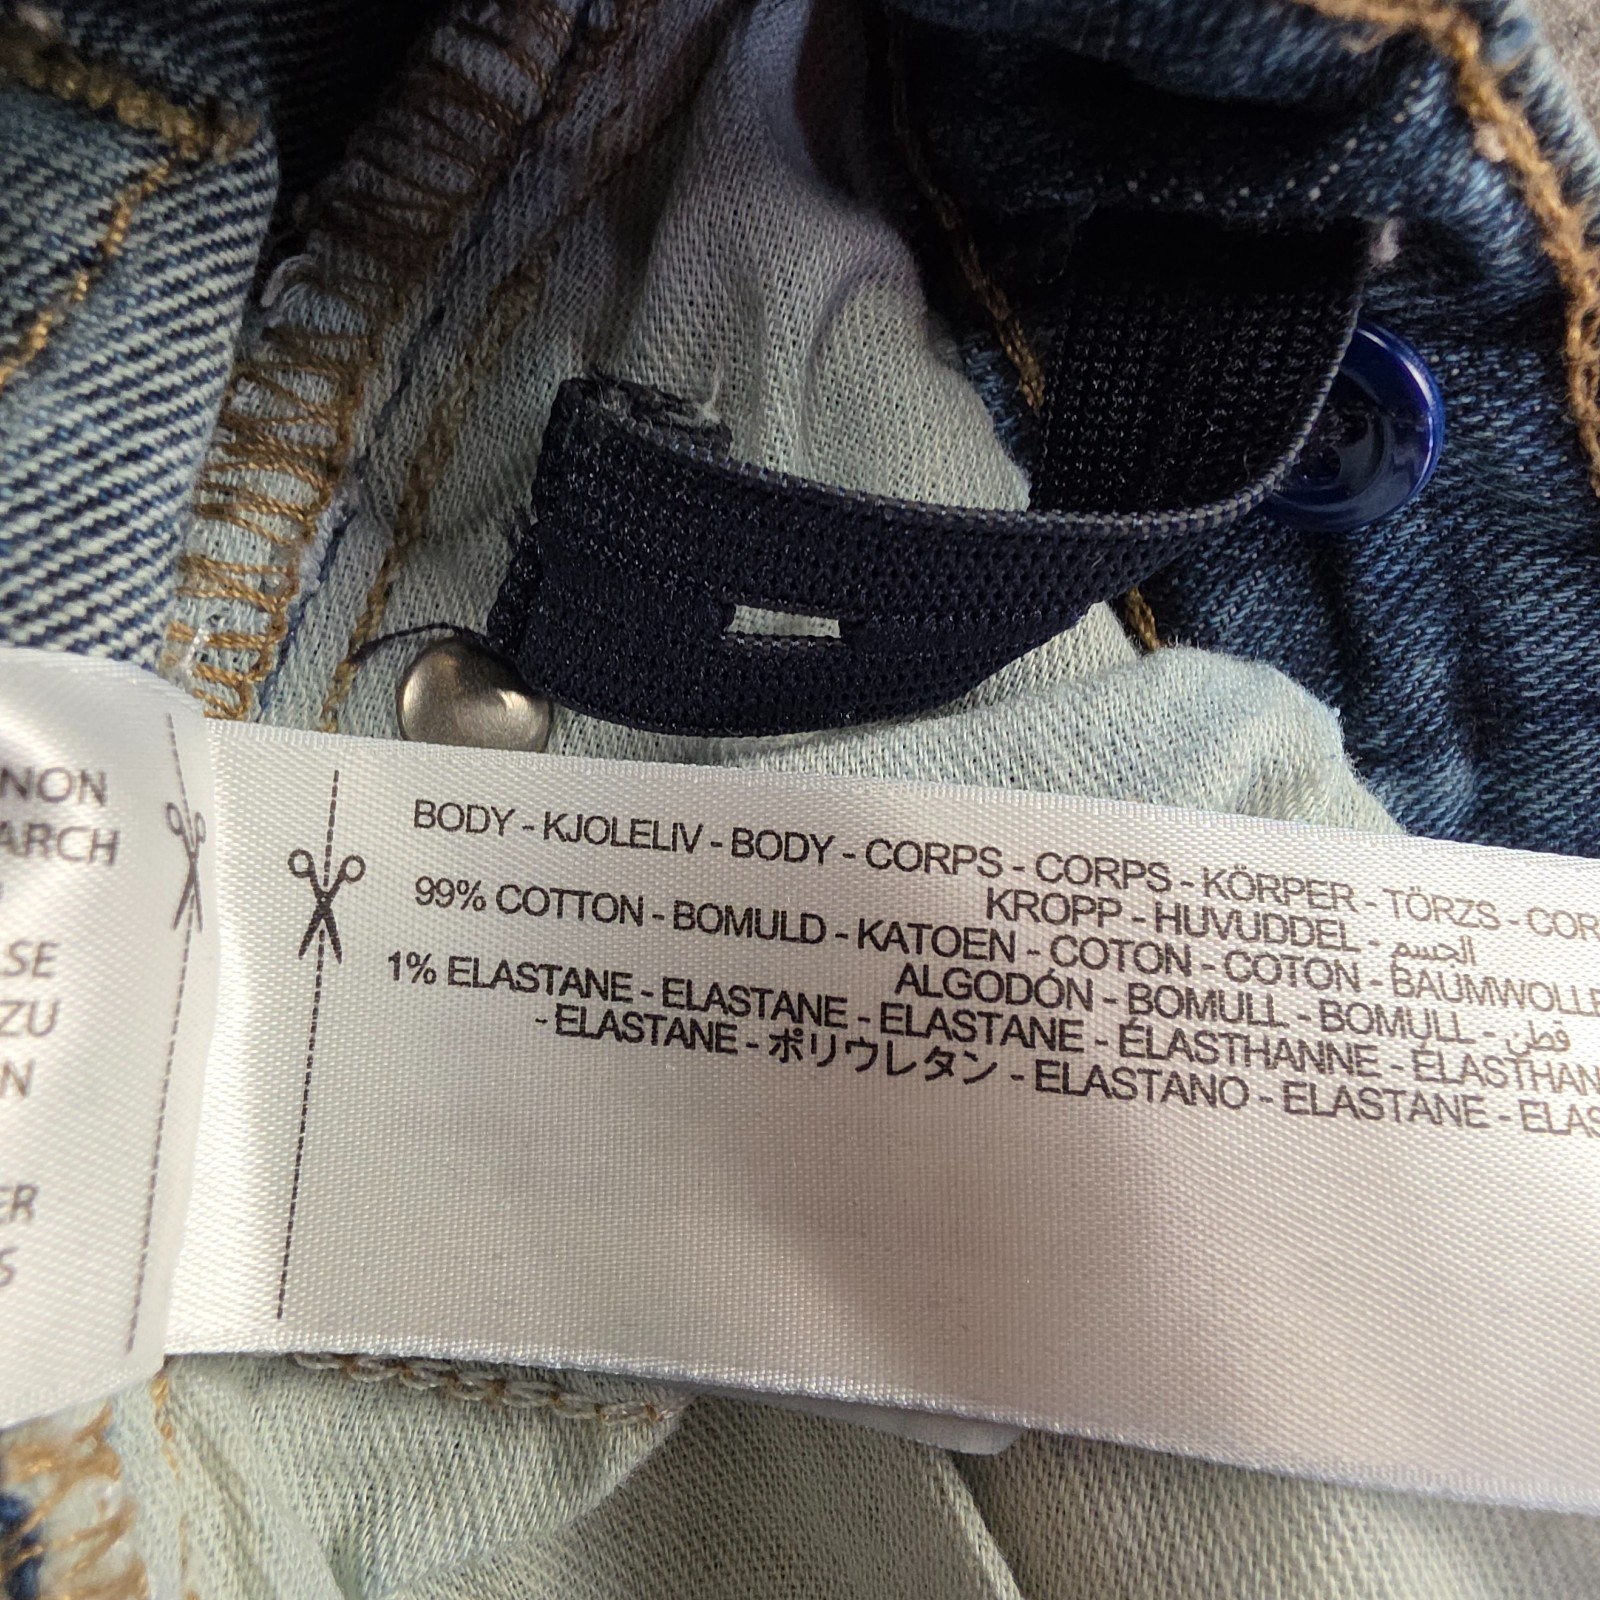 NON
ARCH
SE
ZU
N
ER
S
BODY - KJOLELIV - BODY - CORPS - CORPS - KÖRPER - TÖRZS - COR
KROPP - HUVUDDEL - الجسم
99% COTTON - BOMULD - KATOEN - COTON - COTON - BAUMWOLLE
ALGODÓN - BOMULL - BOMULL - قطن
1% ELASTANE - ELASTANE - ELASTANE - ÉLASTHANNE - ÉLASTHAN
- ELASTANE - ポリウレタン - ELASTANO - ELASTANE - ELAS